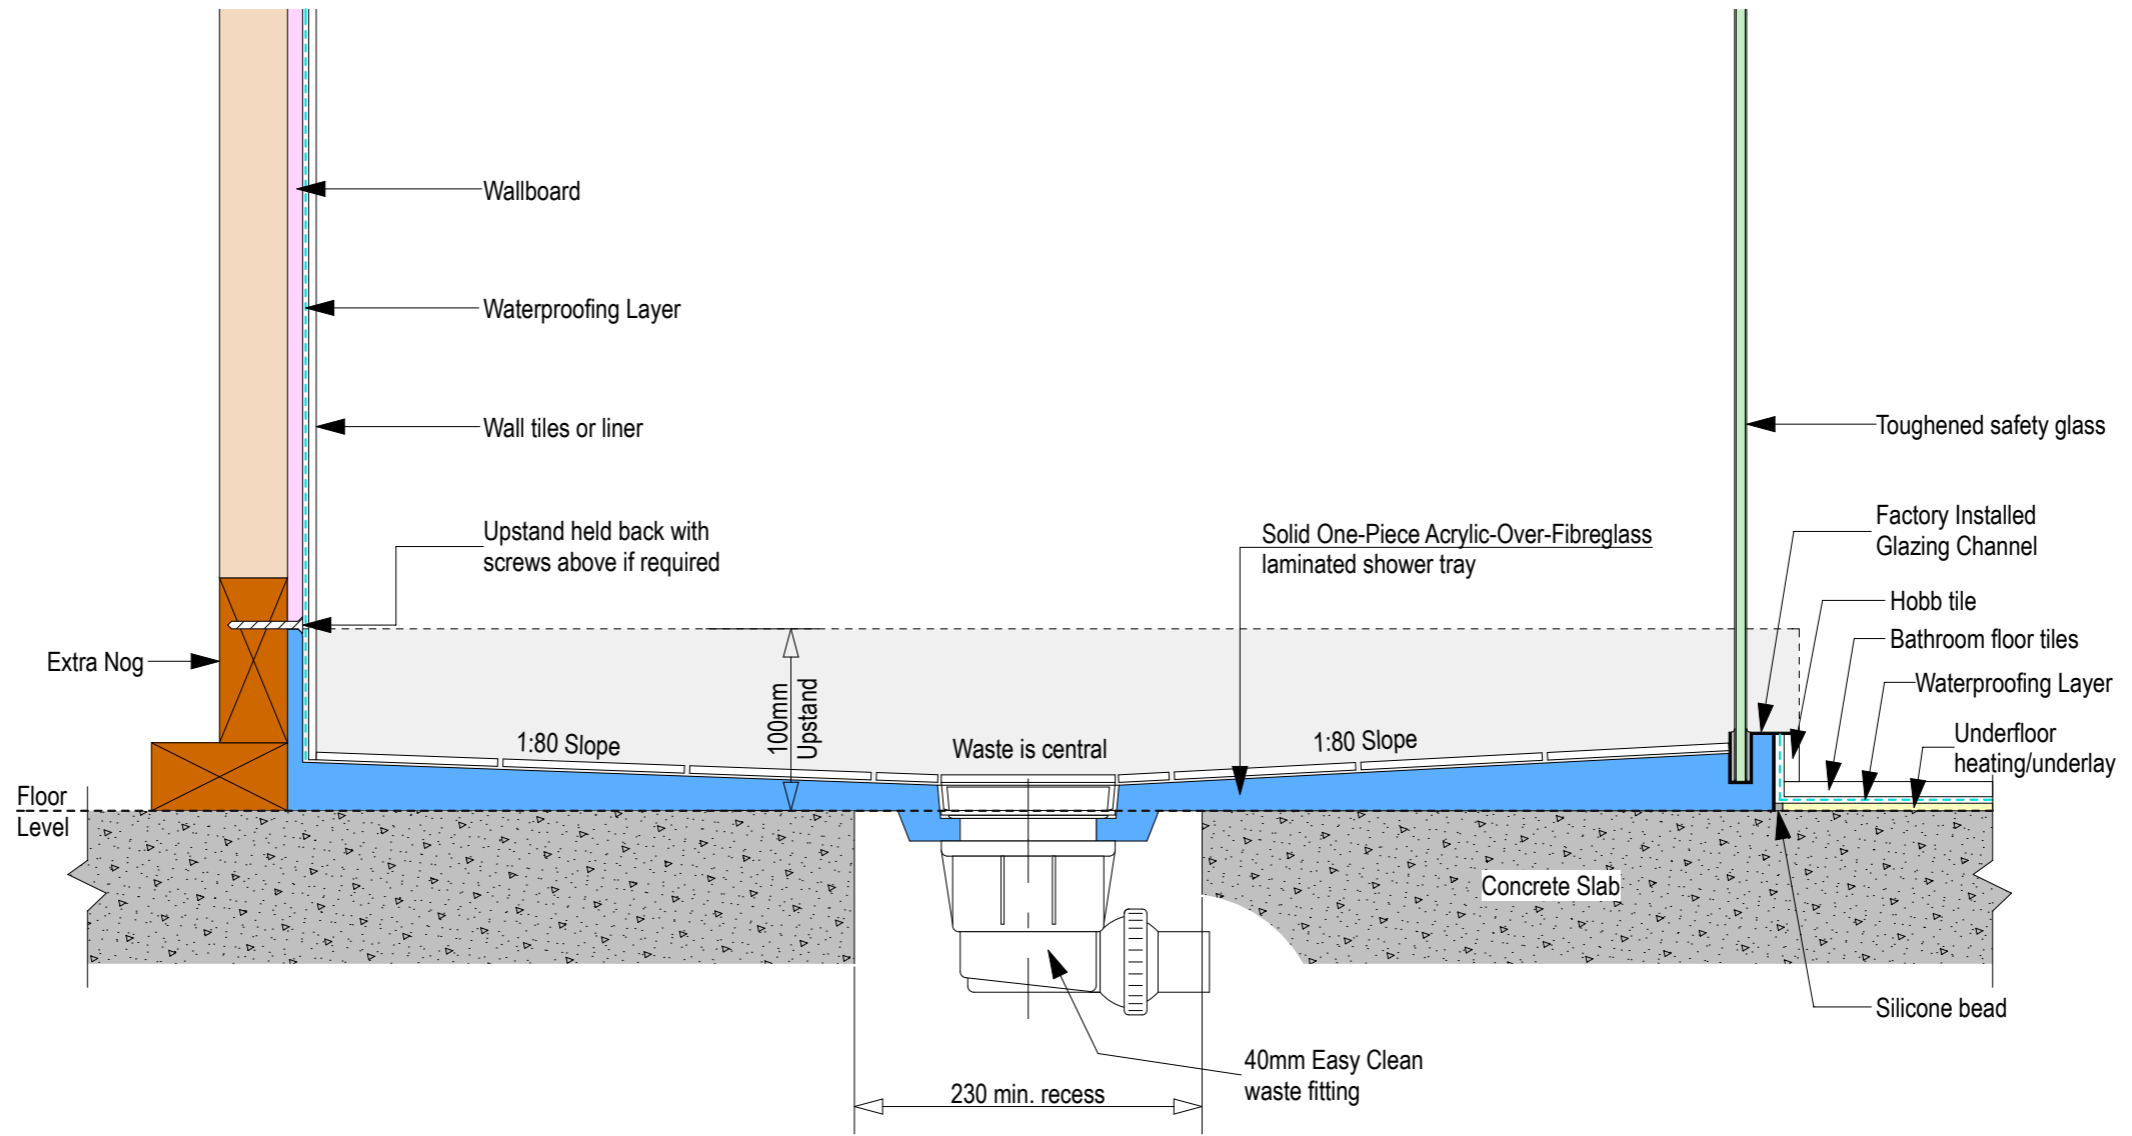 Wallboard
Waterproofing Layer
Wall tiles or liner
Toughened safety glass
Upstand held back with
screws above if required
Solid One-Piece Acrylic-Over-Fibreglass
laminated shower tray
Factory Installed
Glazing Channel
Hobb tile
Bathroom floor tiles
Extra Nog
Waterproofing Layer
100mm
Upstand
1:80 Slope
Waste is central
1:80 Slope
Underfloor
heating/underlay
Floor
Level
Concrete Slab
Silicone bead
40mm Easy Clean
waste fitting
230 min. recess